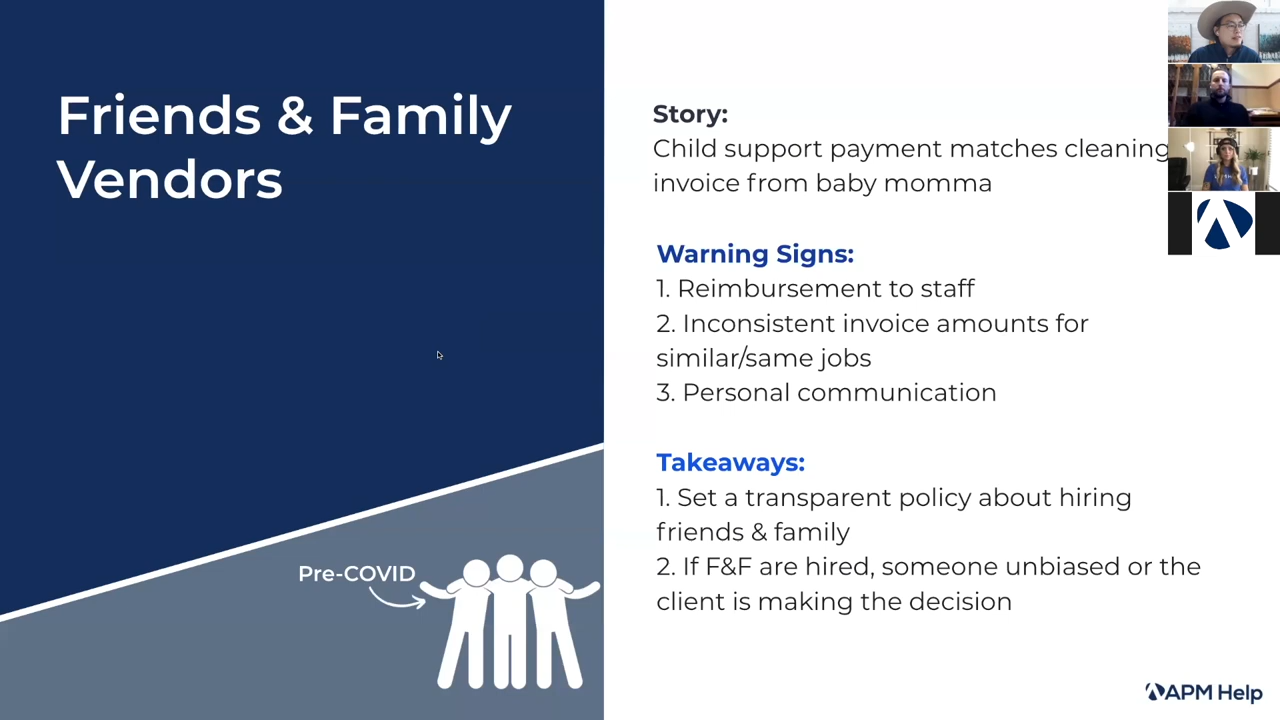 Friends & Family
Vendors
Pre-COVID
Story:
Child support payment matches cleaning
invoice from baby momma
Warning Signs:
1. Reimbursement to staff
2. Inconsistent invoice amounts for
similar/same jobs
3. Personal communication
Takeaways:
1. Set a transparent policy about hiring
friends & family
2. If F&F are hired, someone unbiased or the
client is making the decision
APM Help